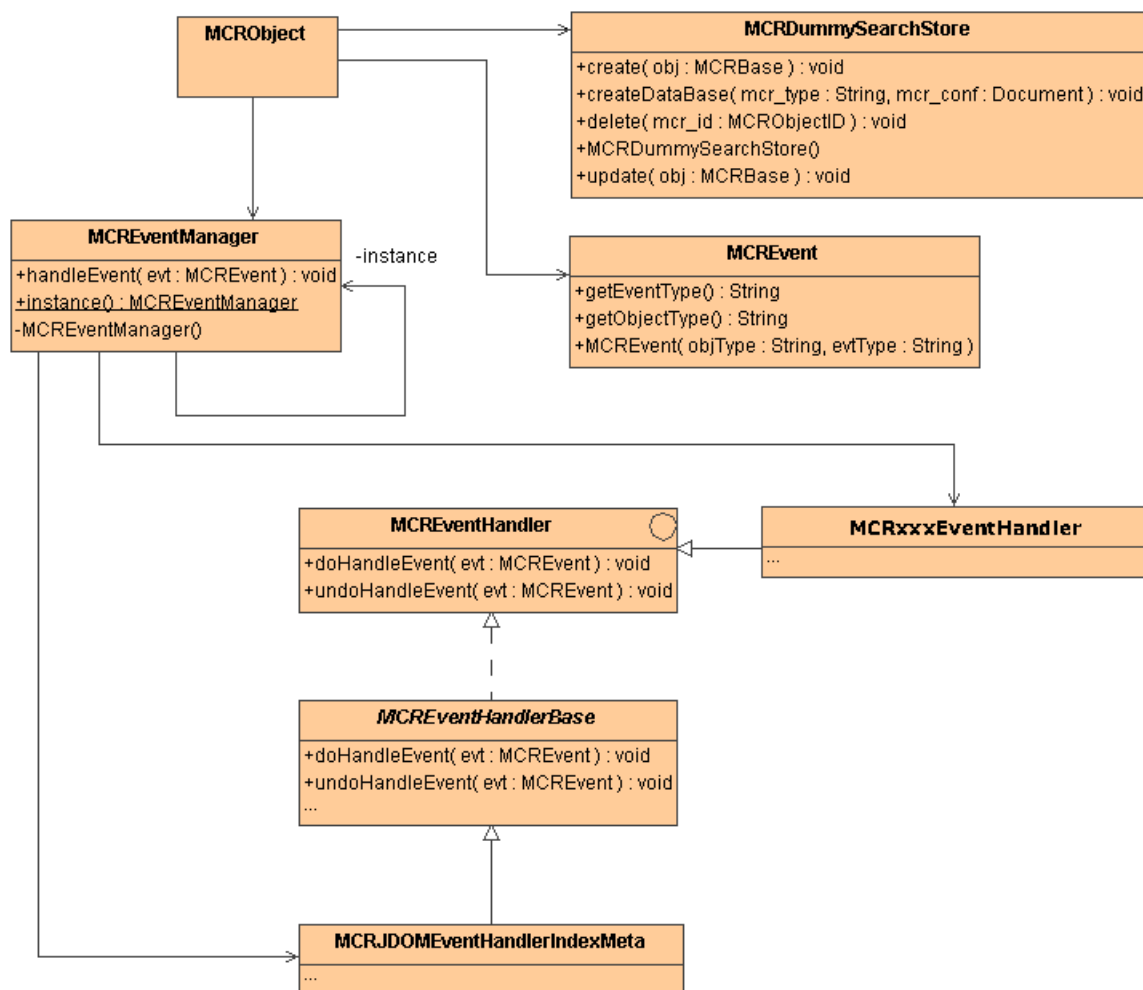 MCRObject
MCRDummySearchStore
+create( obj : MCRBase ) : void
+createDataBase( mcr_type : String, mcr_conf : Document ) : void
+delete( mcr_id : MCRObjectID ) : void
+MCRDummySearchStore()
+update( obj : MCRBase ) : void
MCREventManager
+handleEvent( evt : MCREvent ) : void
+instance() : MCREventManager
-MCREventManager()
-instance
MCREvent
+getEventType() : String
+getObjectType() : String
+MCREvent( objType : String, evtType : String )
MCREventHandler
+doHandleEvent( evt : MCREvent ) : void
+undoHandleEvent( evt : MCREvent ) : void
MCRxxxEventHandler
...
MCREventHandlerBase
+doHandleEvent( evt : MCREvent ) : void
+undoHandleEvent( evt : MCREvent ) : void
...
MCRJDOMEventHandlerIndexMeta
...